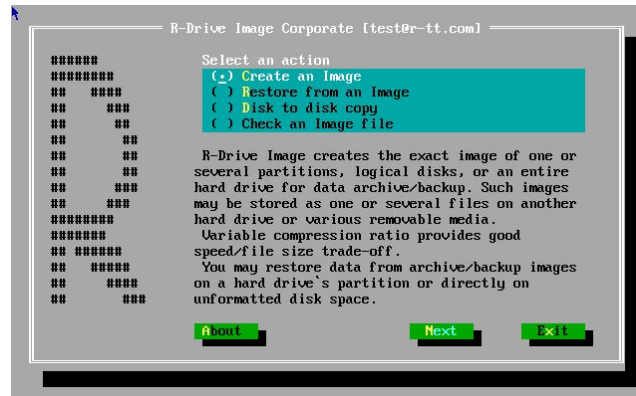 R-Drive Image Corporate [test@r-tt.com]
Select an action
(•) Create an Image
( ) Restore from an Image
( ) Disk to disk copy
( ) Check an Image file
R-Drive Image creates the exact image of one or
several partitions, logical disks, or an entire
hard drive for data archive/backup. Such images
may be stored as one or several files on another
hard drive or various removable media.
Variable compression ratio provides good
speed/file size trade-off.
You may restore data from archive/backup images
on a hard drive`s partition or directly on
unformatted disk space.
About Next Exit